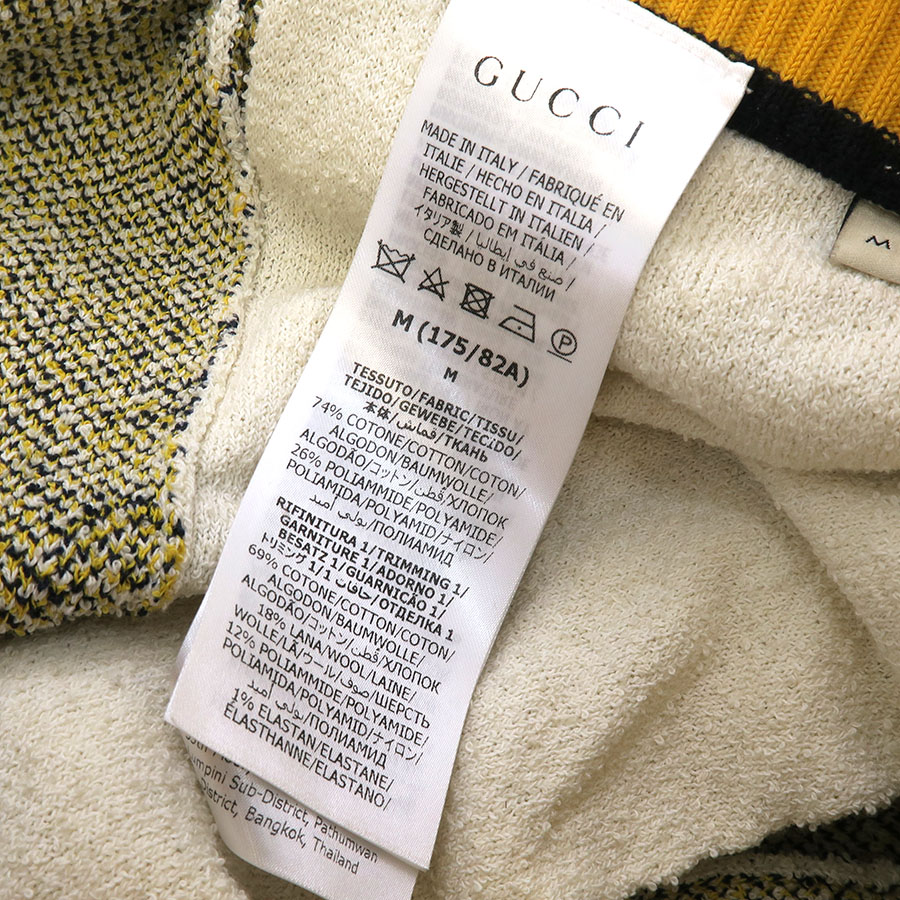 GUCCI
MADE IN ITALY / FABRIQUÉ EN
ITALIE / HECHO EN ITALIA /
HERGESTELLT IN ITALIEN /
FABRICADO EM ITÁLIA /
イタリア製 / صنع في إيطاليا /
СДЕЛАНО В ИТАЛИИ
P
M (175/82A)
M
TESSUTO/FABRIC/TISSU/
TEJIDO/GEWEBE/TECIDO/
本体/قماش/ТКАНЬ
74% COTONE/COTTON/COTON/
ALGODON/BAUMWOLLE/
ALGODÃO/コットン/قطن/ХЛОПОК
26% POLIAMMIDE/POLYAMIDE/
POLIAMIDA/POLYAMID/ナイロン/
POLIAMIDA/بولي أميد/ПОЛИАМИД
RIFINITURA 1/TRIMMING 1/
GARNITURE 1/ADORNO 1/
BESATZ 1/GUARNICÃO 1/
トリミング 1/1 حافات/ОТДЕЛКА 1
69% COTONE/COTTON/COTON/
ALGODON/BAUMWOLLE/
ALGODÃO/コットン/قطن/ХЛОПОК
18% LANA/WOOL/LAINE/
WOLLE/LÃ/ウール/صوف/ШЕРСТЬ
12% POLIAMMIDE/POLYAMIDE/
POLIAMIDA/POLYAMID/ナイロン/
POLIAMIDA/بولي أميد/ПОЛИАМИД
1% ELASTAN/ELASTANE/
ÉLASTHANNE/ELASTANO/
Sub-District, Pathumwan
Bangkok, Thailand
M